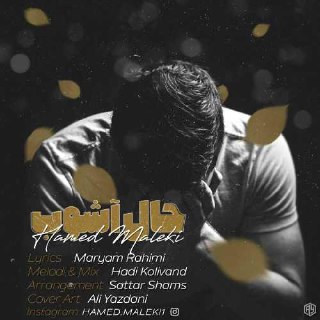 حال آشوب
Hamed Maleki
Lyrics Maryam Rahimi
Melodi & Mix Hadi Kolivand
Arrangement Sattar Shams
Cover Art Ali Yazdani
Instagram HAMED.MALEKI1